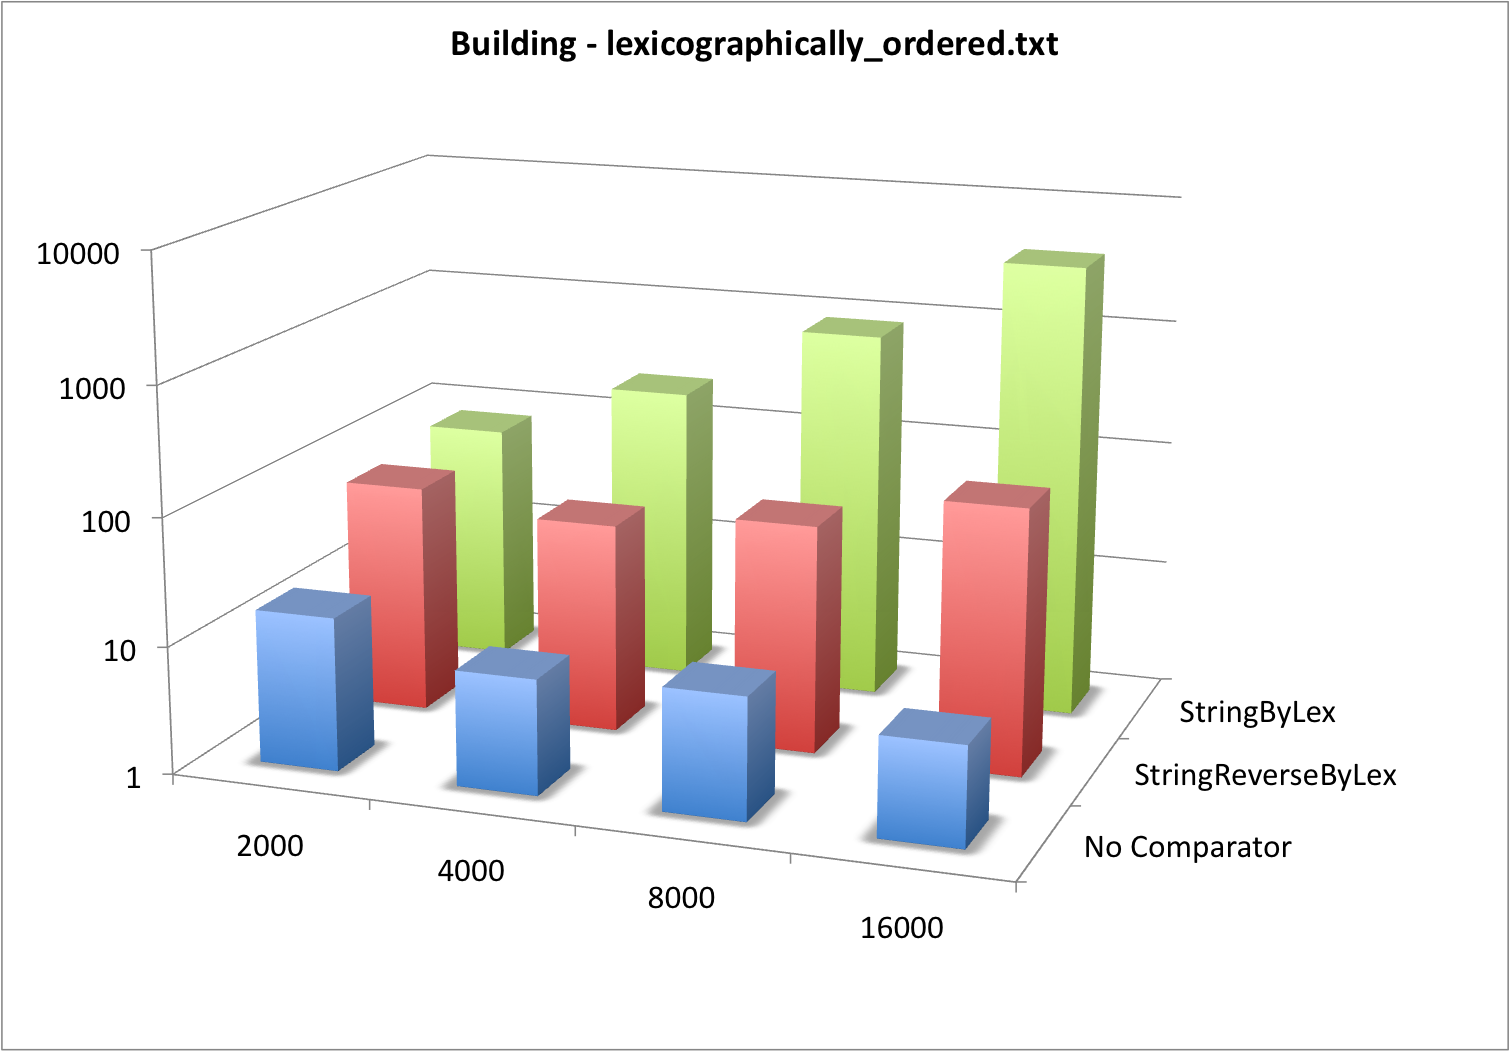 Building - lexicographically_ordered.txt
10000
1000
100
10
1
2000
4000
8000
16000
StringByLex
StringReverseByLex
No Comparator